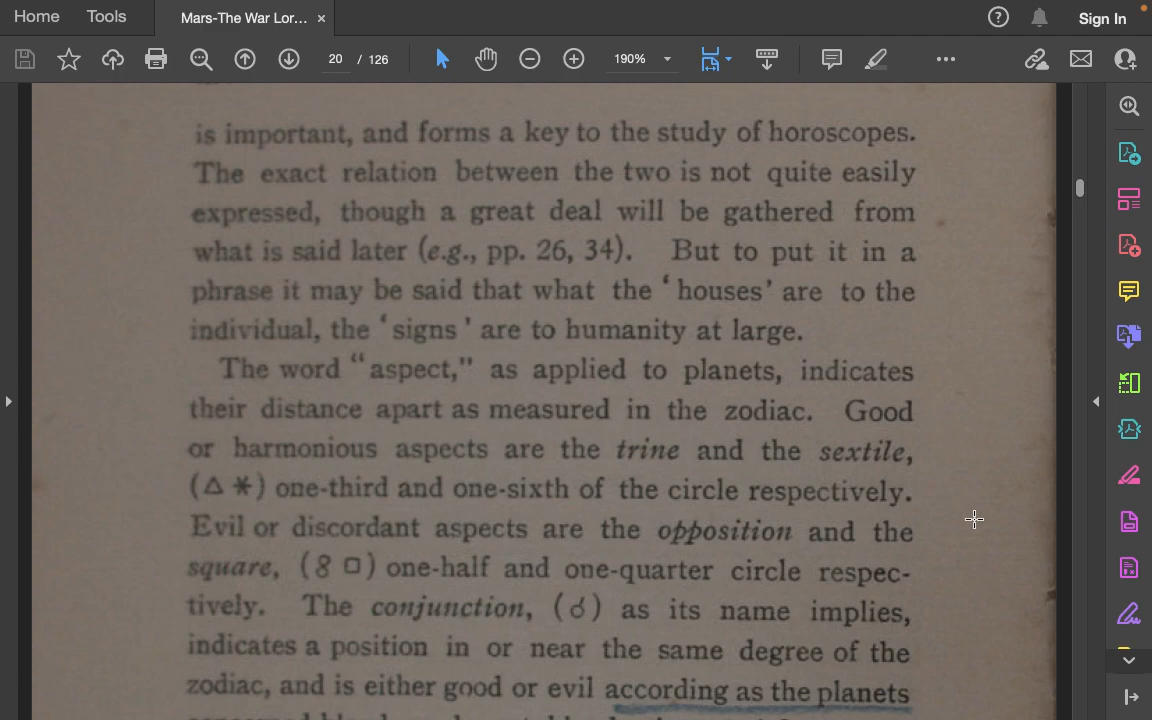 Home Tools Mars-The War Lor... × Sign In
20 / 126 190%
is important, and forms a key to the study of horoscopes.
The exact relation between the two is not quite easily
expressed, though a great deal will be gathered from
what is said later (e.g., pp. 26, 34). But to put it in a
phrase it may be said that what the ‘houses’ are to the
individual, the ‘signs’ are to humanity at large.
The word “aspect,” as applied to planets, indicates
their distance apart as measured in the zodiac. Good
or harmonious aspects are the trine and the sextile,
(△ ✱) one-third and one-sixth of the circle respectively.
Evil or discordant aspects are the opposition and the
square, (☍ □) one-half and one-quarter circle respec-
tively. The conjunction, (☌) as its name implies,
indicates a position in or near the same degree of the
zodiac, and is either good or evil according as the planets